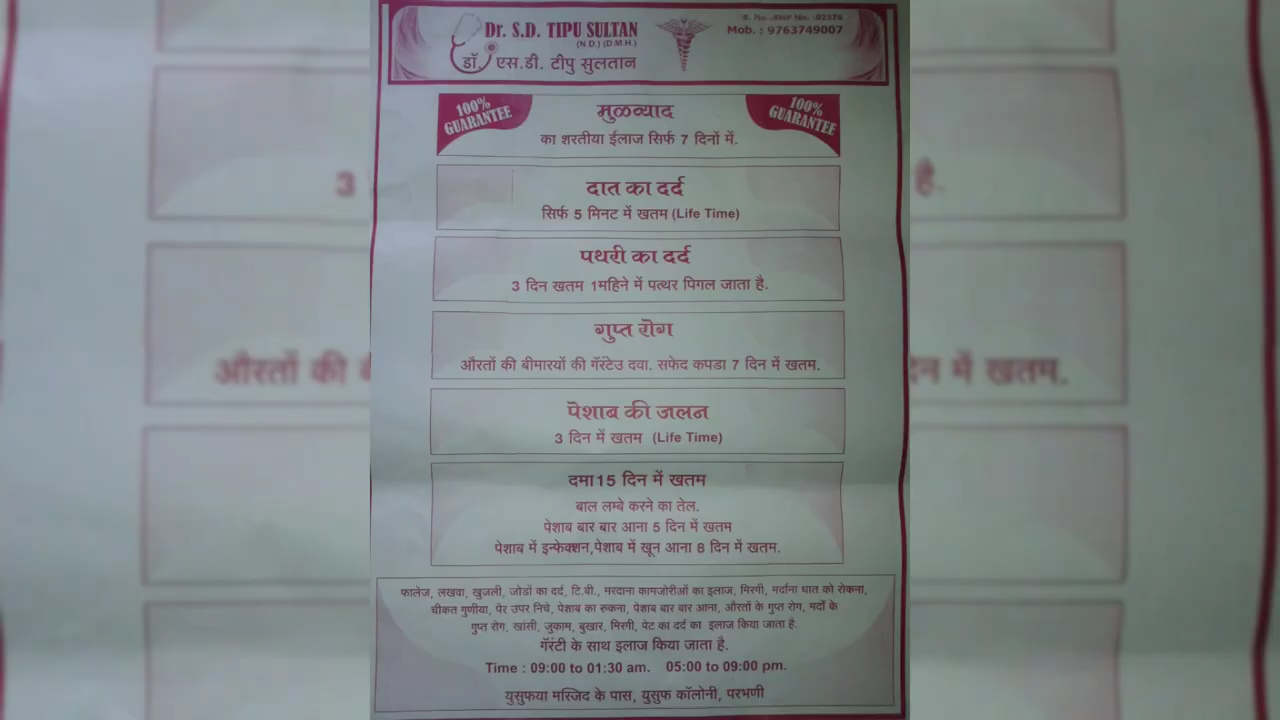 Dr. S.D. TIPU SULTAN
(N.D.) (D.M.H.)
डॉ. एस.डी. टीपु सुलतान
Mob. : 9763749007
100% GUARANTEE
मुळव्याद
100% GUARANTEE
का शरतीया ईलाज सिर्फ 7 दिनों में.
दात का दर्द
सिर्फ 5 मिनट में खतम (Life Time)
पथरी का दर्द
3 दिन खतम 1महिने में पत्थर पिगल जाता है.
गुप्त रोग
औरतों की बीमारयों की गॅरंटेउ दवा. सफेद कपडा 7 दिन में खतम.
पेशाब की जलन
3 दिन में खतम (Life Time)
दमा15 दिन में खतम
बाल लम्बे करने का तेल.
पेशाब बार बार आना 5 दिन में खतम
पेशाब में इन्फेक्शन,पेशाब में खून आना 8 दिन में खतम.
फालेज, लखवा, खुजली, जोडों का दर्द, टि.बी., मरदाना कामजोरीओं का इलाज, मिरगी, मर्दाना घात को रोकना,
चीकत गुणीया, पेर उपर निचे, पेशाब का रुकना, पेशाब बार बार आना, औरतों के गुप्त रोग, मर्दों के
गुप्त रोग. खांसी, जुकाम, बुखार, मिरगी, पेट का दर्द का इलाज किया जाता है.
गॅरंटी के साथ इलाज किया जाता है.
Time : 09:00 to 01:30 am. 05:00 to 09:00 pm.
युसुफया मस्जिद के पास, युसुफ कॉलोनी, परभणी